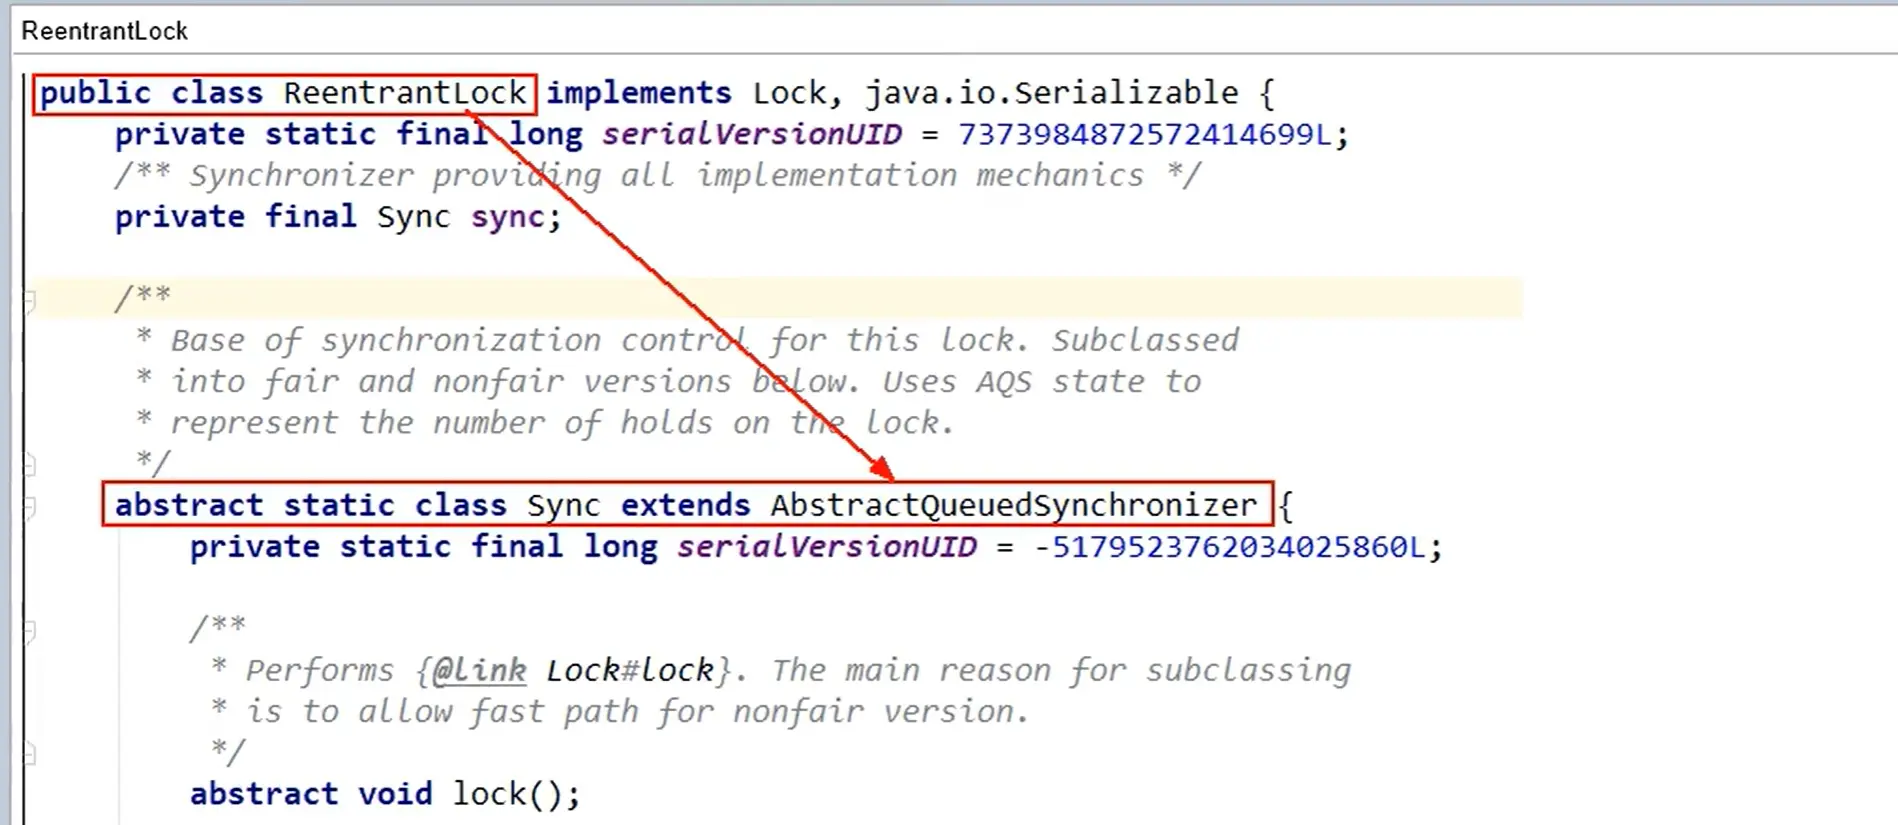 ReentrantLock
public class ReentrantLock implements Lock, java.io.Serializable {
private static final long serialVersionUID = 7373984872572414699L;
/** Synchronizer providing all implementation mechanics */
private final Sync sync;
/**
* Base of synchronization control for this lock. Subclassed
* into fair and nonfair versions below. Uses AQS state to
* represent the number of holds on the lock.
*/
abstract static class Sync extends AbstractQueuedSynchronizer {
private static final long serialVersionUID = -5179523762034025860L;
/**
* Performs {@link Lock#lock}. The main reason for subclassing
* is to allow fast path for nonfair version.
*/
abstract void lock();